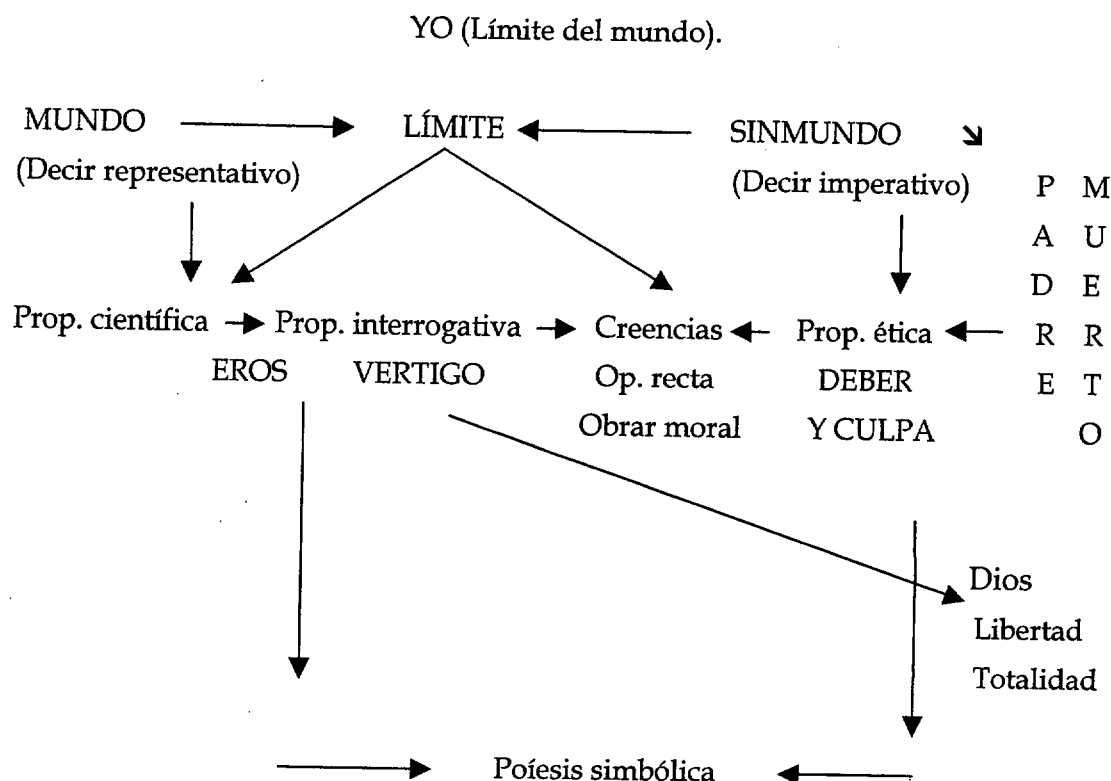 YO (Límite del mundo).
MUNDO LÍMITE SINMUNDO
(Decir representativo) (Decir imperativo)
P M
A U
D E
Prop. científica Prop. interrogativa Creencias Prop. ética R R
EROS VERTIGO Op. recta DEBER E T
Obrar moral Y CULPA O
Dios
Libertad
Totalidad
Poíesis simbólica